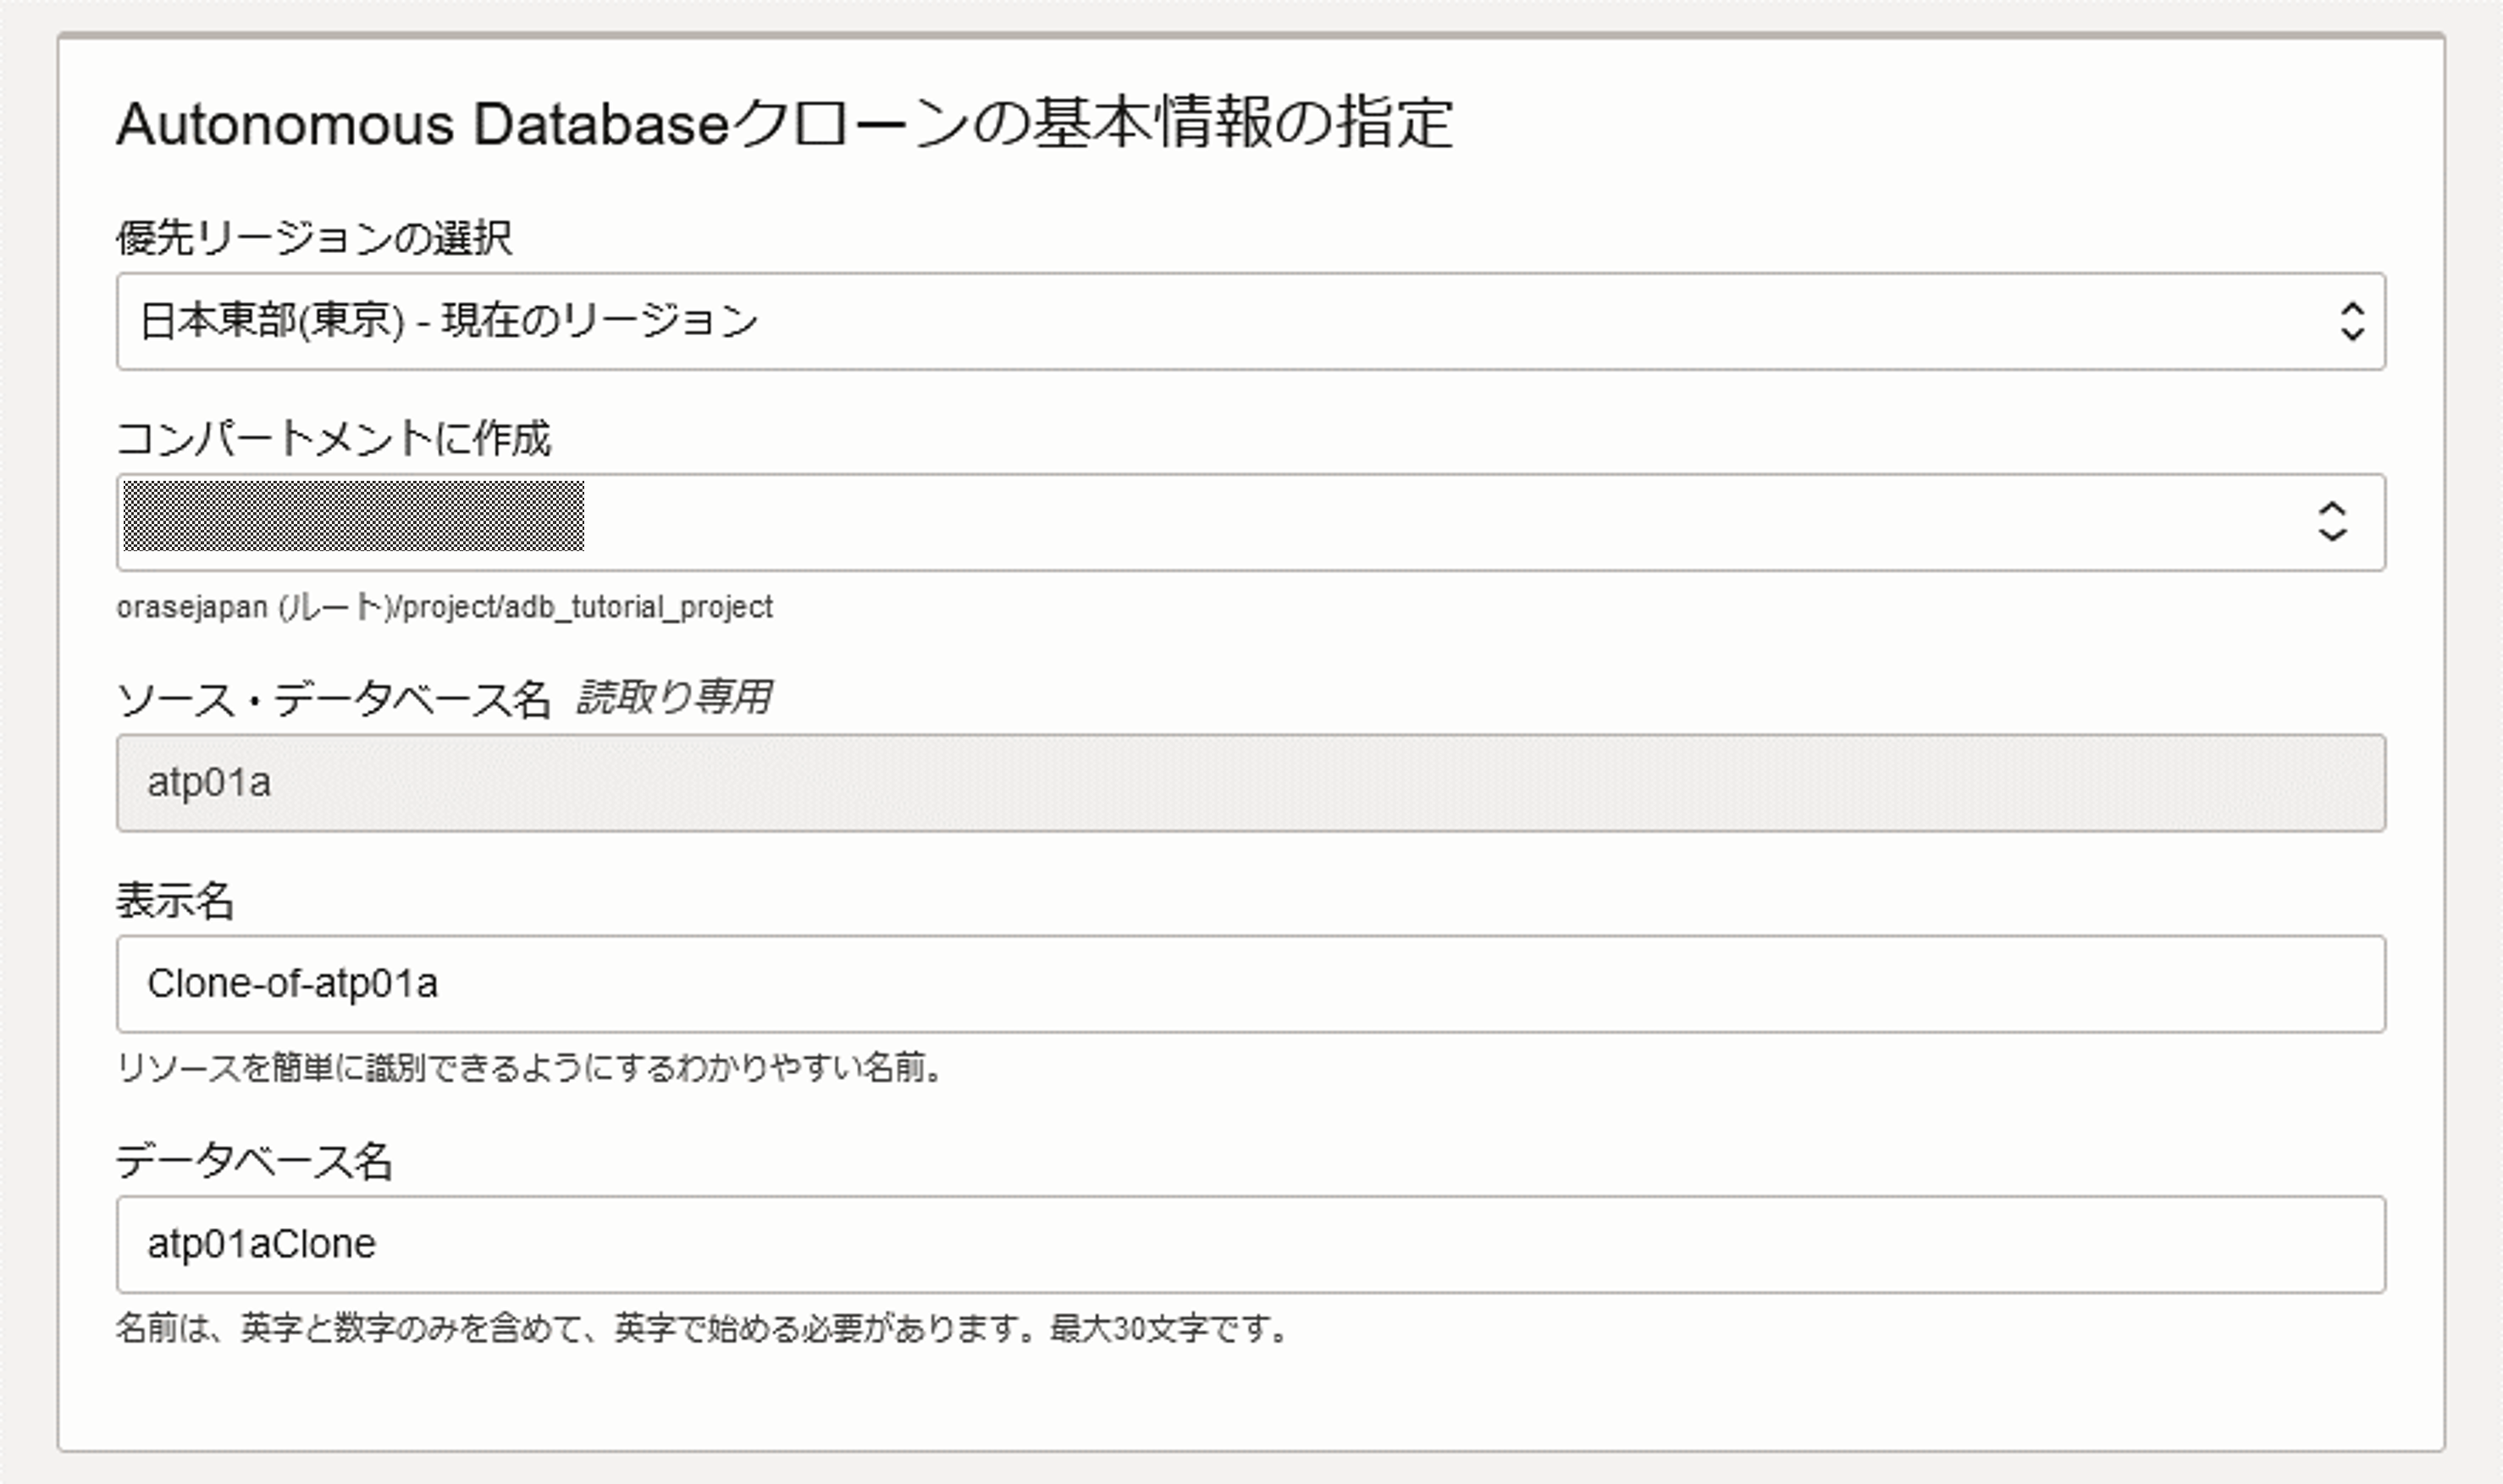 Autonomous Databaseクローンの基本情報の指定
優先リージョンの選択
日本東部(東京) - 現在のリージョン
コンパートメントに作成
orasejapan (ルート)/project/adb_tutorial_project
ソース・データベース名 読取り専用
atp01a
表示名
Clone-of-atp01a
リソースを簡単に識別できるようにするわかりやすい名前。
データベース名
atp01aClone
名前は、英字と数字のみを含めて、英字で始める必要があります。最大30文字です。